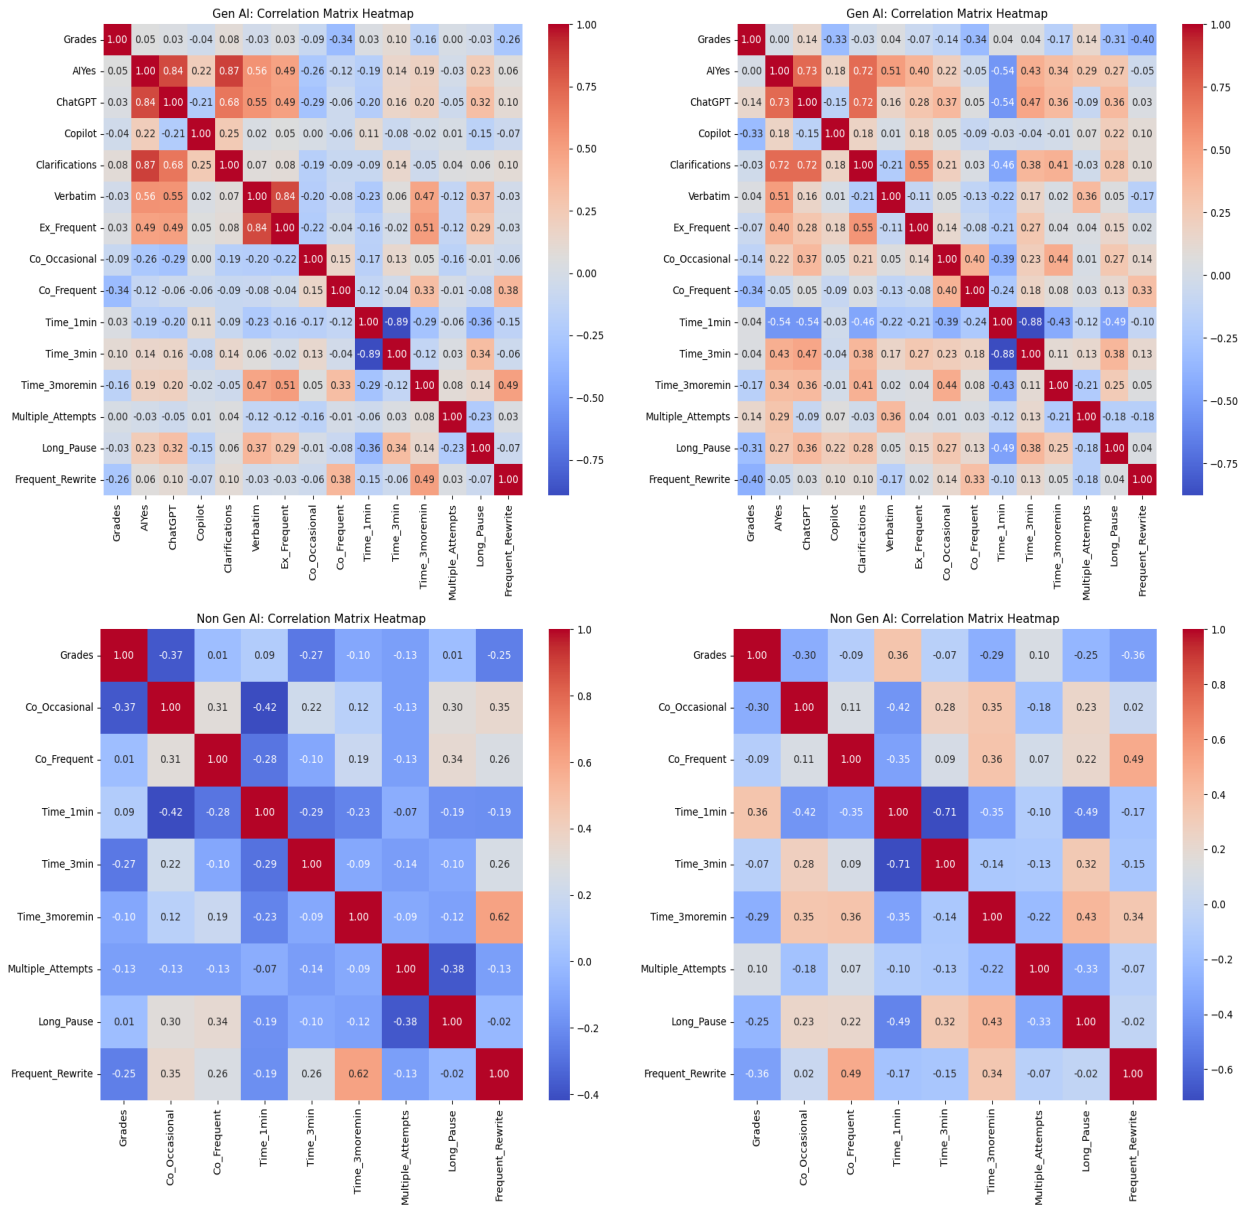 Gen AI: Correlation Matrix Heatmap
Grades 1.00 0.05 0.03 -0.04 0.08 -0.03 0.03 -0.09 -0.34 0.03 0.10 -0.16 0.00 -0.03 -0.26
AIYes 0.05 1.00 0.84 0.22 0.87 0.56 0.49 -0.26 -0.12 -0.19 0.14 0.19 -0.03 0.23 0.06
ChatGPT 0.03 0.84 1.00 -0.21 0.68 0.55 0.49 -0.29 -0.06 -0.20 0.16 0.20 -0.05 0.32 0.10
Copilot -0.04 0.22 -0.21 1.00 0.25 0.02 0.05 0.00 -0.06 0.11 -0.08 -0.02 0.01 -0.15 -0.07
Clarifications 0.08 0.87 0.68 0.25 1.00 0.07 0.08 -0.19 -0.09 -0.09 0.14 -0.05 0.04 0.06 0.10
Verbatim -0.03 0.56 0.55 0.02 0.07 1.00 0.84 -0.20 -0.08 -0.23 0.06 0.47 -0.12 0.37 -0.03
Ex_Frequent 0.03 0.49 0.49 0.05 0.08 0.84 1.00 -0.22 -0.04 -0.16 -0.02 0.51 -0.12 0.29 -0.03
Co_Occasional -0.09 -0.26 -0.29 0.00 -0.19 -0.20 -0.22 1.00 0.15 -0.17 0.13 0.05 -0.16 -0.01 -0.06
Co_Frequent -0.34 -0.12 -0.06 -0.06 -0.09 -0.08 -0.04 0.15 1.00 -0.12 -0.04 0.33 -0.01 -0.08 0.38
Time_1min 0.03 -0.19 -0.20 0.11 -0.09 -0.23 -0.16 -0.17 -0.12 1.00 -0.89 -0.29 -0.06 -0.36 -0.15
Time_3min 0.10 0.14 0.16 -0.08 0.14 0.06 -0.02 0.13 -0.04 -0.89 1.00 -0.12 0.03 0.34 -0.06
Time_3moremin -0.16 0.19 0.20 -0.02 -0.05 0.47 0.51 0.05 0.33 -0.29 -0.12 1.00 0.08 0.14 0.49
Multiple_Attempts 0.00 -0.03 -0.05 0.01 0.04 -0.12 -0.12 -0.16 -0.01 -0.06 0.03 0.08 1.00 -0.23 0.03
Long_Pause -0.03 0.23 0.32 -0.15 0.06 0.37 0.29 -0.01 -0.08 -0.36 0.34 0.14 -0.23 1.00 -0.07
Frequent_Rewrite -0.26 0.06 0.10 -0.07 0.10 -0.03 -0.03 -0.06 0.38 -0.15 -0.06 0.49 0.03 -0.07 1.00
Grades
AIYes
ChatGPT
Copilot
Clarifications
Verbatim
Ex_Frequent
Co_Occasional
Co_Frequent
Time_1min
Time_3min
Time_3moremin
Multiple_Attempts
Long_Pause
Frequent_Rewrite
1.00
0.75
0.50
0.25
0.00
−0.25
−0.50
−0.75
Gen AI: Correlation Matrix Heatmap
Grades 1.00 0.00 0.14 -0.33 -0.03 0.04 -0.07 -0.14 -0.34 0.04 0.04 -0.17 0.14 -0.31 -0.40
AIYes 0.00 1.00 0.73 0.18 0.72 0.51 0.40 0.22 -0.05 -0.54 0.43 0.34 0.29 0.27 -0.05
ChatGPT 0.14 0.73 1.00 -0.15 0.72 0.16 0.28 0.37 0.05 -0.54 0.47 0.36 -0.09 0.36 0.03
Copilot -0.33 0.18 -0.15 1.00 0.18 0.01 0.18 0.05 -0.09 -0.03 -0.04 -0.01 0.07 0.22 0.10
Clarifications -0.03 0.72 0.72 0.18 1.00 -0.21 0.55 0.21 0.03 -0.46 0.38 0.41 -0.03 0.28 0.10
Verbatim 0.04 0.51 0.16 0.01 -0.21 1.00 -0.11 0.05 -0.13 -0.22 0.17 0.02 0.36 0.05 -0.17
Ex_Frequent -0.07 0.40 0.28 0.18 0.55 -0.11 1.00 0.14 -0.08 -0.21 0.27 0.04 0.04 0.15 0.02
Co_Occasional -0.14 0.22 0.37 0.05 0.21 0.05 0.14 1.00 0.40 -0.39 0.23 0.44 0.01 0.27 0.14
Co_Frequent -0.34 -0.05 0.05 -0.09 0.03 -0.13 -0.08 0.40 1.00 -0.24 0.18 0.08 0.03 0.13 0.33
Time_1min 0.04 -0.54 -0.54 -0.03 -0.46 -0.22 -0.21 -0.39 -0.24 1.00 -0.88 -0.43 -0.12 -0.49 -0.10
Time_3min 0.04 0.43 0.47 -0.04 0.38 0.17 0.27 0.23 0.18 -0.88 1.00 0.11 0.13 0.38 0.13
Time_3moremin -0.17 0.34 0.36 -0.01 0.41 0.02 0.04 0.44 0.08 -0.43 0.11 1.00 -0.21 0.25 0.05
Multiple_Attempts 0.14 0.29 -0.09 0.07 -0.03 0.36 0.04 0.01 0.03 -0.12 0.13 -0.21 1.00 -0.18 -0.18
Long_Pause -0.31 0.27 0.36 0.22 0.28 0.05 0.15 0.27 0.13 -0.49 0.38 0.25 -0.18 1.00 0.04
Frequent_Rewrite -0.40 -0.05 0.03 0.10 0.10 -0.17 0.02 0.14 0.33 -0.10 0.13 0.05 -0.18 0.04 1.00
Grades
AIYes
ChatGPT
Copilot
Clarifications
Verbatim
Ex_Frequent
Co_Occasional
Co_Frequent
Time_1min
Time_3min
Time_3moremin
Multiple_Attempts
Long_Pause
Frequent_Rewrite
1.00
0.75
0.50
0.25
0.00
−0.25
−0.50
−0.75
Non Gen AI: Correlation Matrix Heatmap
Grades 1.00 -0.37 0.01 0.09 -0.27 -0.10 -0.13 0.01 -0.25
Co_Occasional -0.37 1.00 0.31 -0.42 0.22 0.12 -0.13 0.30 0.35
Co_Frequent 0.01 0.31 1.00 -0.28 -0.10 0.19 -0.13 0.34 0.26
Time_1min 0.09 -0.42 -0.28 1.00 -0.29 -0.23 -0.07 -0.19 -0.19
Time_3min -0.27 0.22 -0.10 -0.29 1.00 -0.09 -0.14 -0.10 0.26
Time_3moremin -0.10 0.12 0.19 -0.23 -0.09 1.00 -0.09 -0.12 0.62
Multiple_Attempts -0.13 -0.13 -0.13 -0.07 -0.14 -0.09 1.00 -0.38 -0.13
Long_Pause 0.01 0.30 0.34 -0.19 -0.10 -0.12 -0.38 1.00 -0.02
Frequent_Rewrite -0.25 0.35 0.26 -0.19 0.26 0.62 -0.13 -0.02 1.00
Grades
Co_Occasional
Co_Frequent
Time_1min
Time_3min
Time_3moremin
Multiple_Attempts
Long_Pause
Frequent_Rewrite
1.0
0.8
0.6
0.4
0.2
0.0
−0.2
−0.4
Non Gen AI: Correlation Matrix Heatmap
Grades 1.00 -0.30 -0.09 0.36 -0.07 -0.29 0.10 -0.25 -0.36
Co_Occasional -0.30 1.00 0.11 -0.42 0.28 0.35 -0.18 0.23 0.02
Co_Frequent -0.09 0.11 1.00 -0.35 0.09 0.36 0.07 0.22 0.49
Time_1min 0.36 -0.42 -0.35 1.00 -0.71 -0.35 -0.10 -0.49 -0.17
Time_3min -0.07 0.28 0.09 -0.71 1.00 -0.14 -0.13 0.32 -0.15
Time_3moremin -0.29 0.35 0.36 -0.35 -0.14 1.00 -0.22 0.43 0.34
Multiple_Attempts 0.10 -0.18 0.07 -0.10 -0.13 -0.22 1.00 -0.33 -0.07
Long_Pause -0.25 0.23 0.22 -0.49 0.32 0.43 -0.33 1.00 -0.02
Frequent_Rewrite -0.36 0.02 0.49 -0.17 -0.15 0.34 -0.07 -0.02 1.00
Grades
Co_Occasional
Co_Frequent
Time_1min
Time_3min
Time_3moremin
Multiple_Attempts
Long_Pause
Frequent_Rewrite
1.0
0.8
0.6
0.4
0.2
0.0
−0.2
−0.4
−0.6